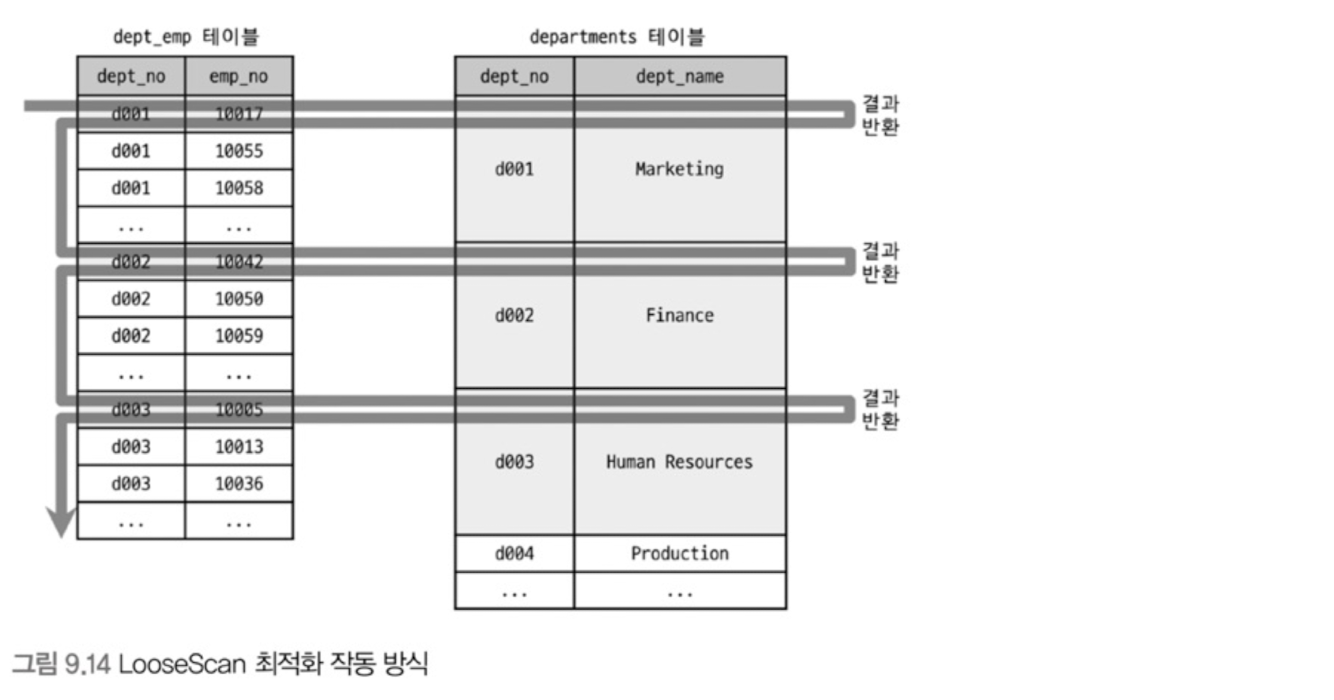 dept_emp 테이블
dept_no emp_no
d001 10017
d001 10055
d001 10058
... ...
d002 10042
d002 10050
d002 10059
... ...
d003 10005
d003 10013
d003 10036
... ...
departments 테이블
dept_no dept_name
d001 Marketing
d002 Finance
d003 Human Resources
d004 Production
... ...
결과
반환
결과
반환
결과
반환
그림 9.14 LooseScan 최적화 작동 방식